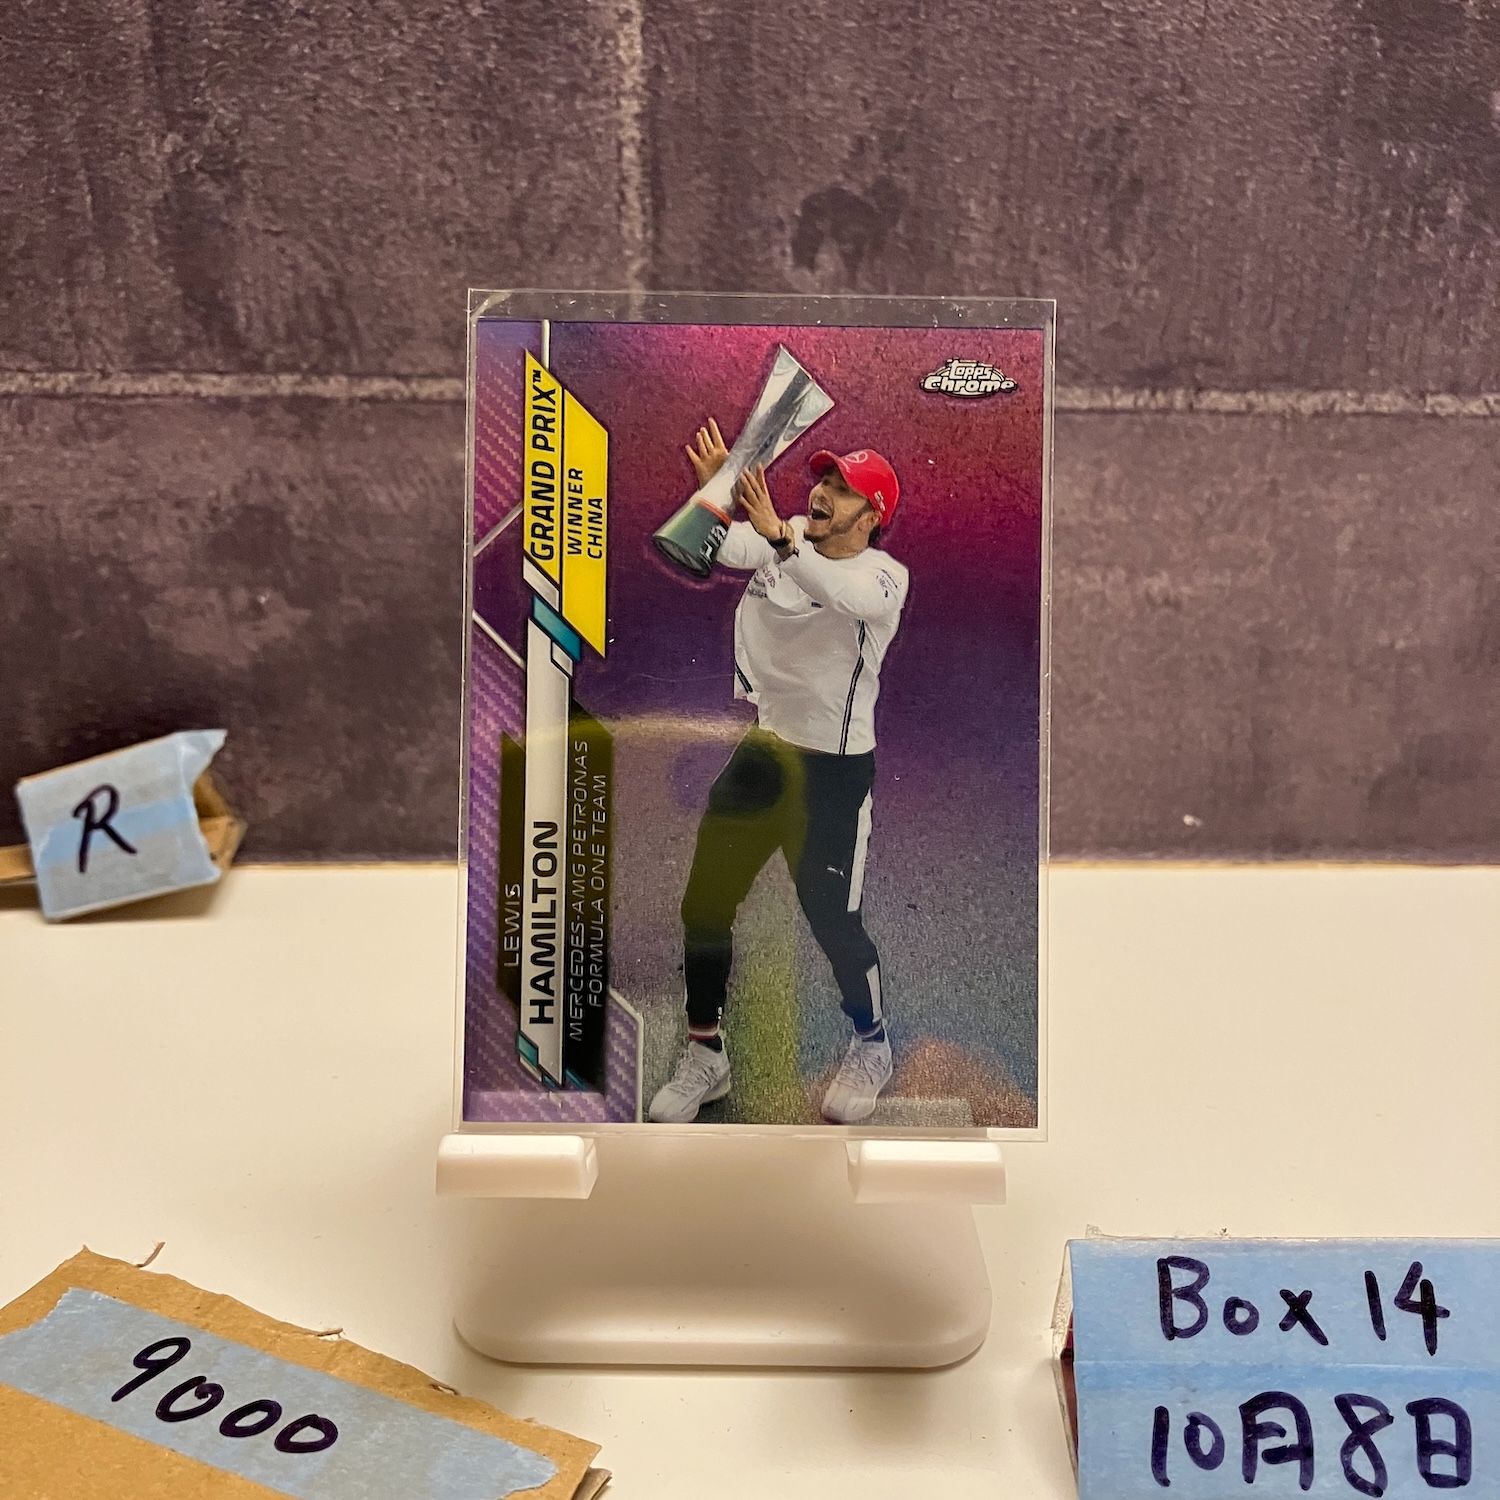 Topps
Chrome
GRAND PRIX™
WINNER
CHINA
LEWIS
HAMILTON
MERCEDES-AMG PETRONAS
FORMULA ONE TEAM
R
9000
Box 14
10月8日